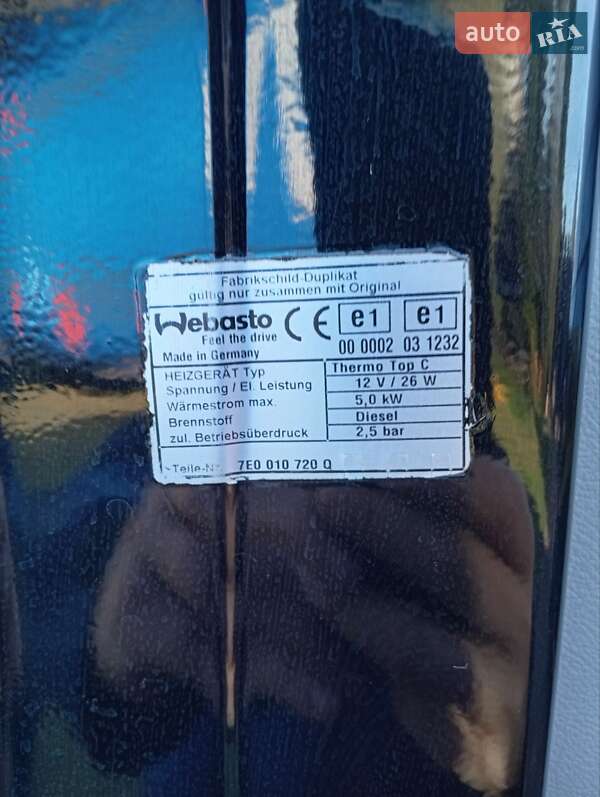 auto RIA .com
Fabrikschild-Duplikat
gültig nur zusammen mit Original
Webasto CE e1 e1
Feel the drive
Made in Germany 00 0002 03 1232
HEIZGERÄT Typ Thermo Top C
Spannung / El. Leistung 12 V / 26 W
Wärmestrom max. 5,0 kW
Brennstoff Diesel
zul. Betriebsüberdruck 2,5 bar
Teile-Nr. 7E0 010 720 Q